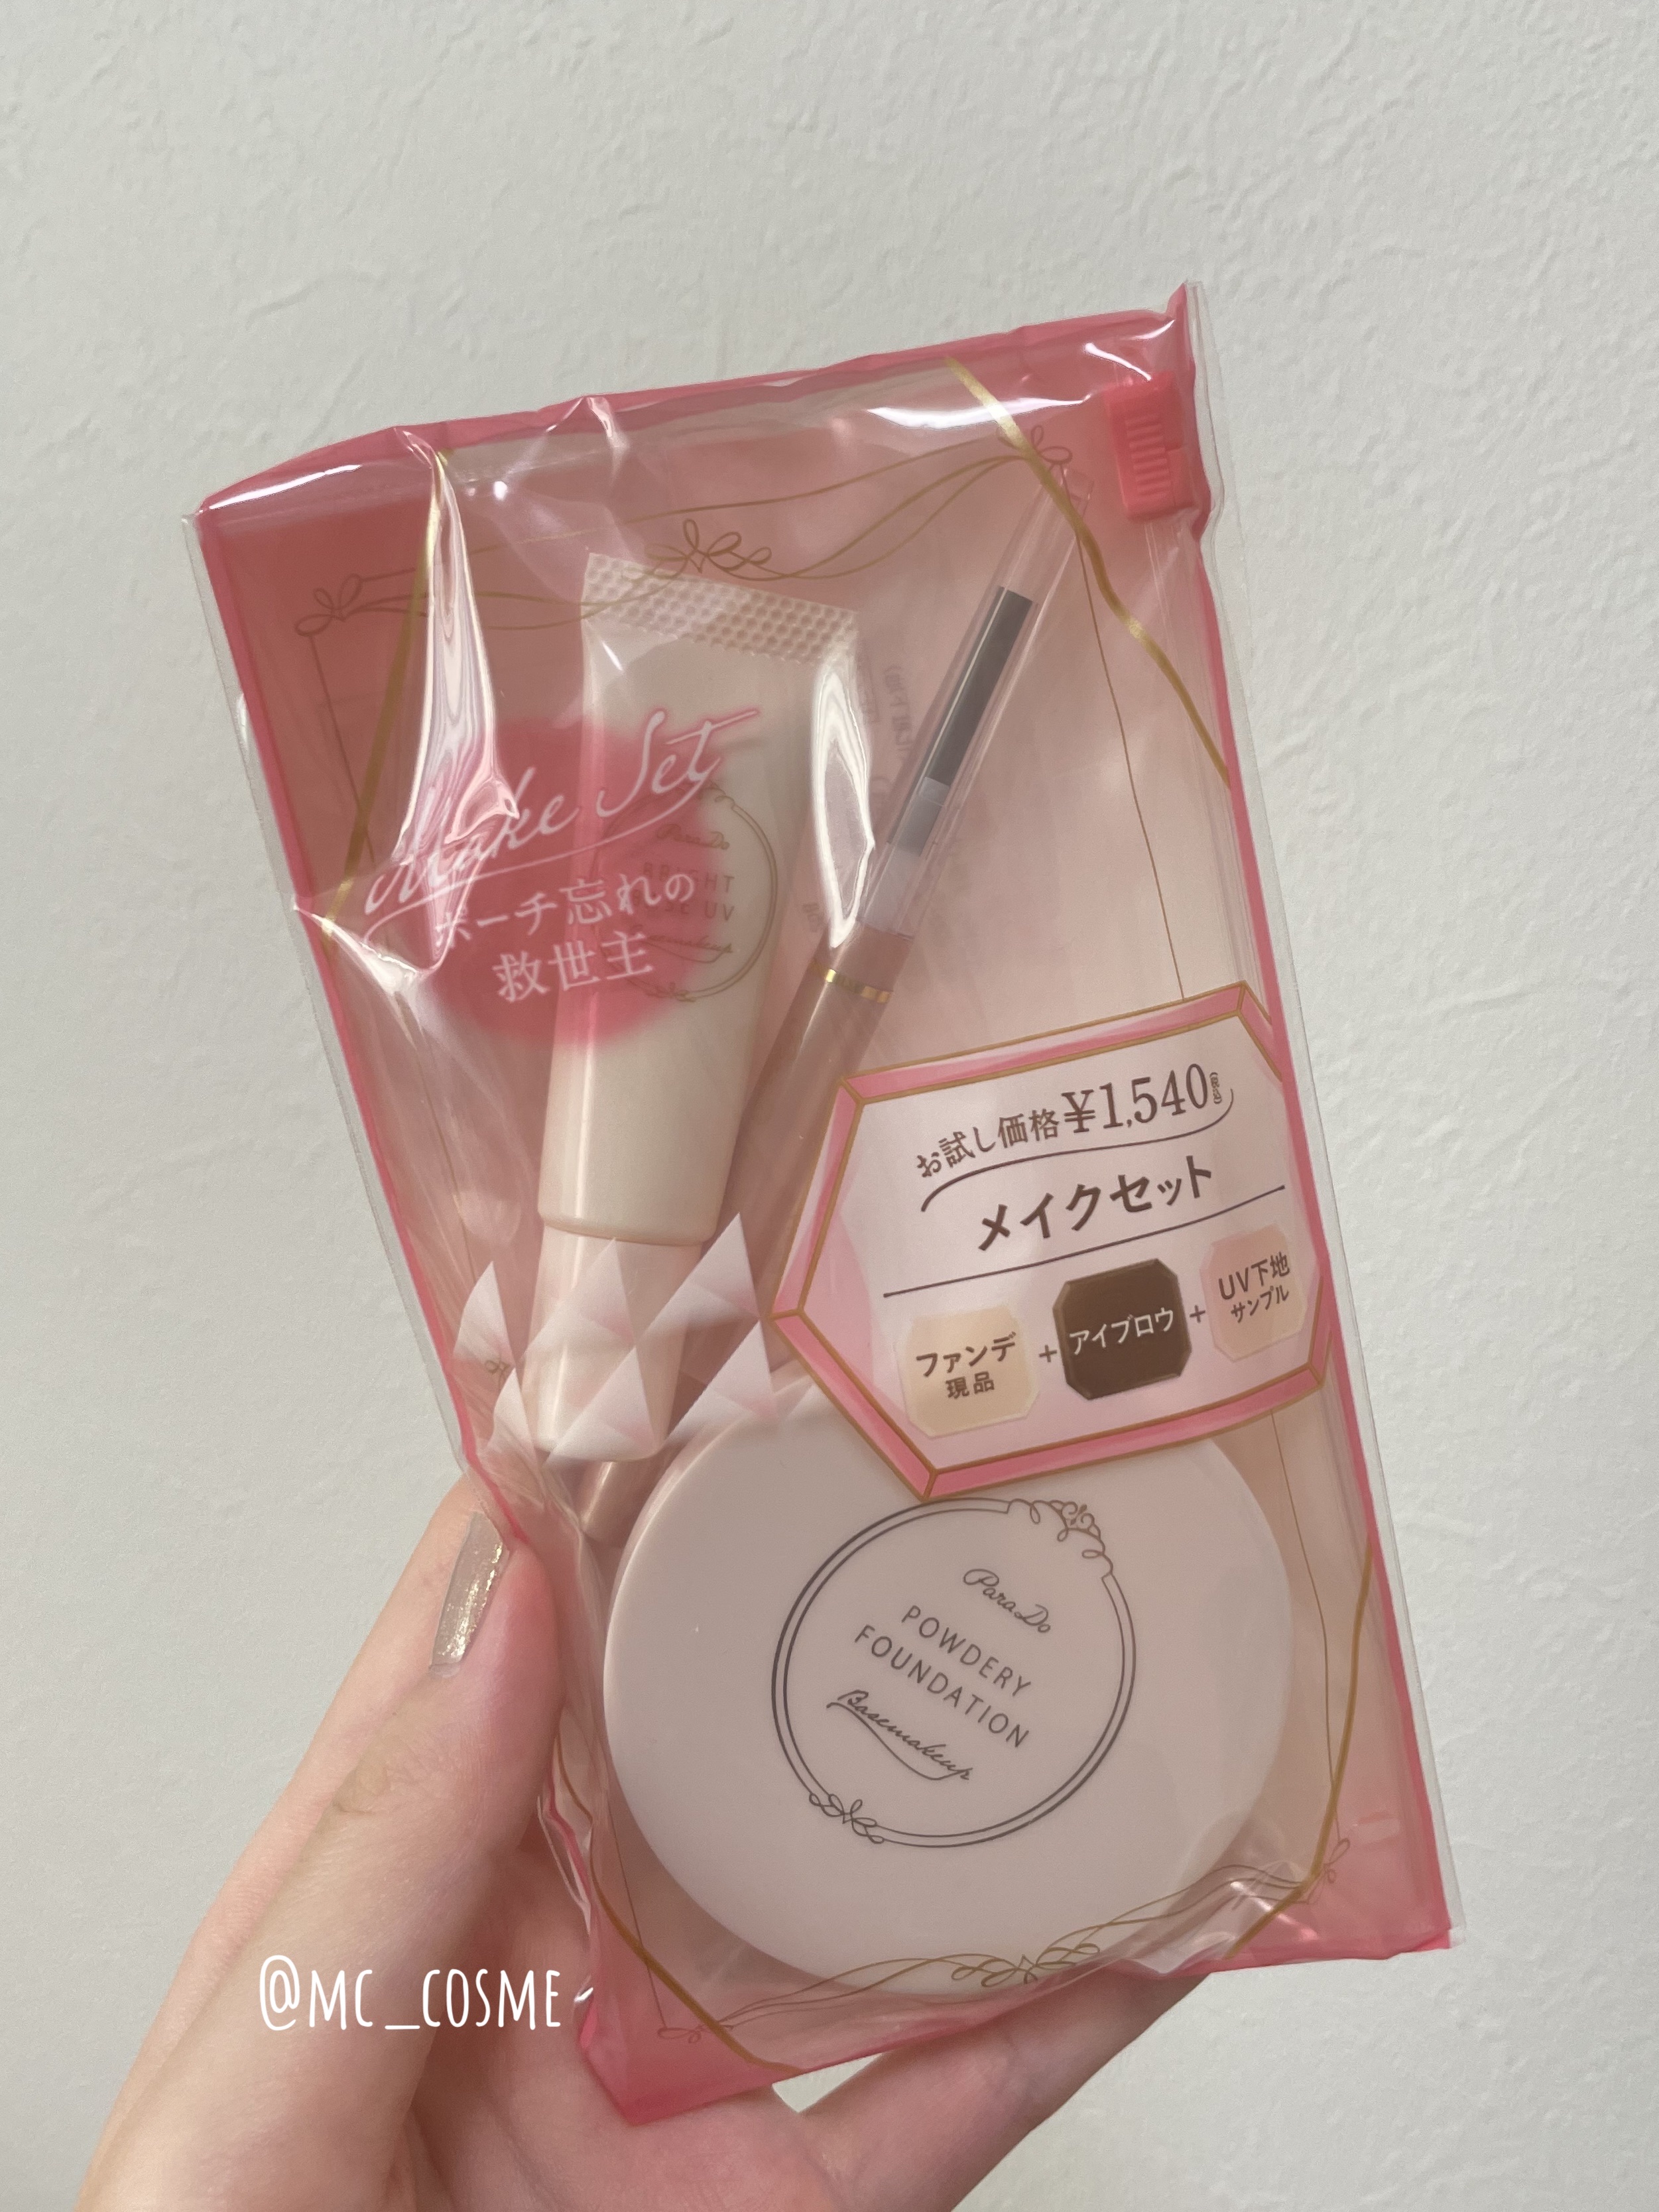 Make Set
ポーチ忘れの
救世主
ParaDo
BRIGHT
BASE UV
Basemakeup
お試し価格¥1,540
メイクセット
ファンデ
現品
+
アイブロウ
+
UV下地
サンプル
ParaDo
POWDERY
FOUNDATION
Basemakeup
@MC_COSME